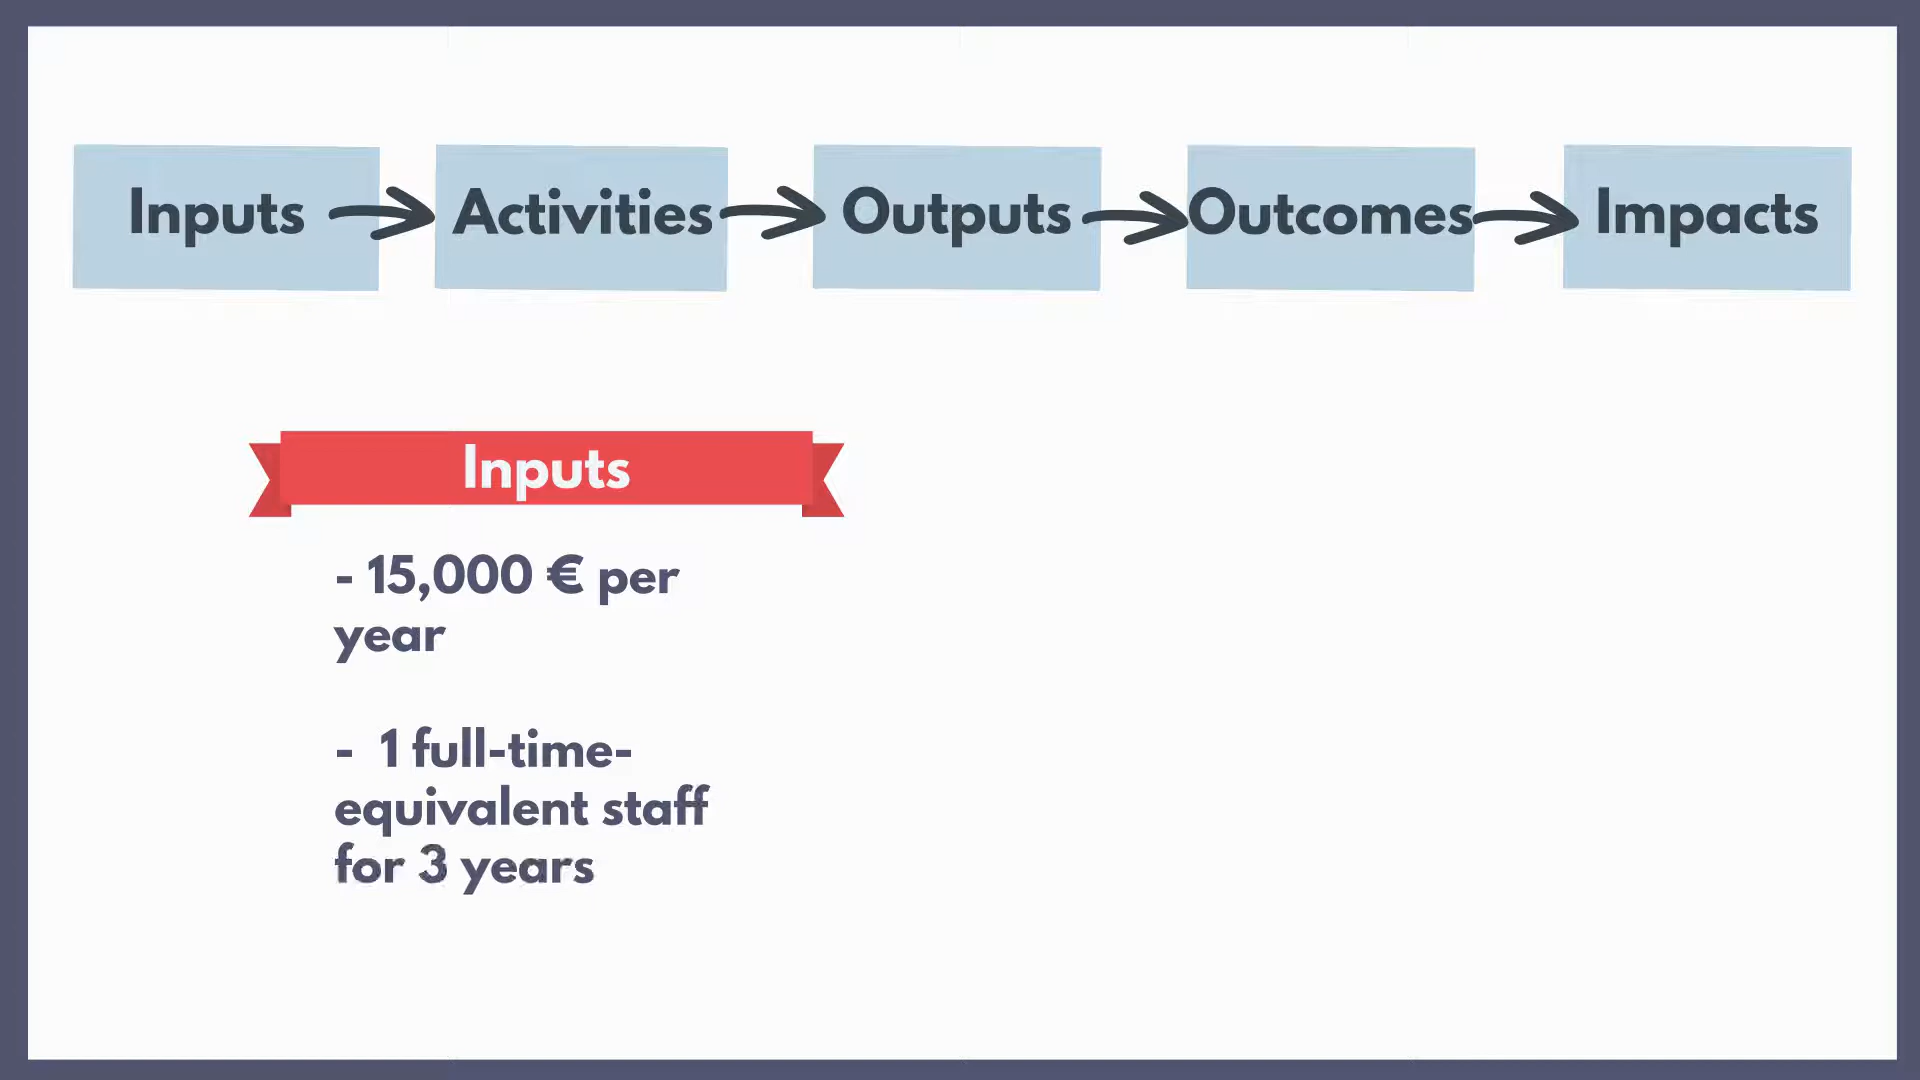 Inputs Activities Outputs Outcomes Impacts
Inputs
- 15,000 € per
year
- 1 full-time-
equivalent staff
for 3 years